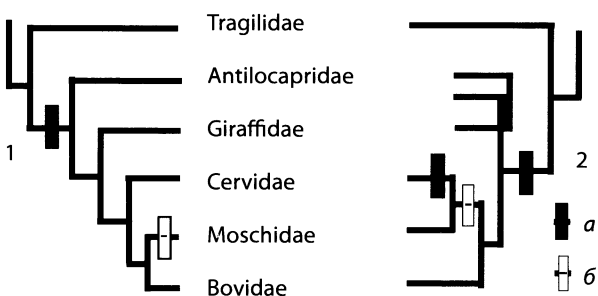 Tragilidae
Antilocapridae
Giraffidae
1
2
Cervidae
Moschidae
а
Bovidae
б